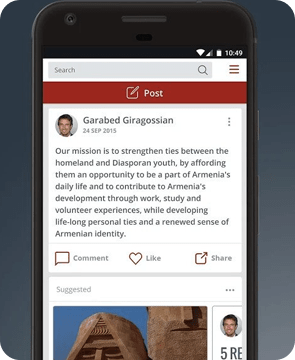 10:49
Search
Post
Garabed Giragossian
24 SEP 2015
Our mission is to strengthen ties between the
homeland and Diasporan youth, by affording
them an opportunity to be a part of Armenia's
daily life and to contribute to Armenia's
development through work, study and
volunteer experiences, while developing
life-long personal ties and a renewed sense of
Armenian identity.
Comment Like Share
Suggested
5 RE